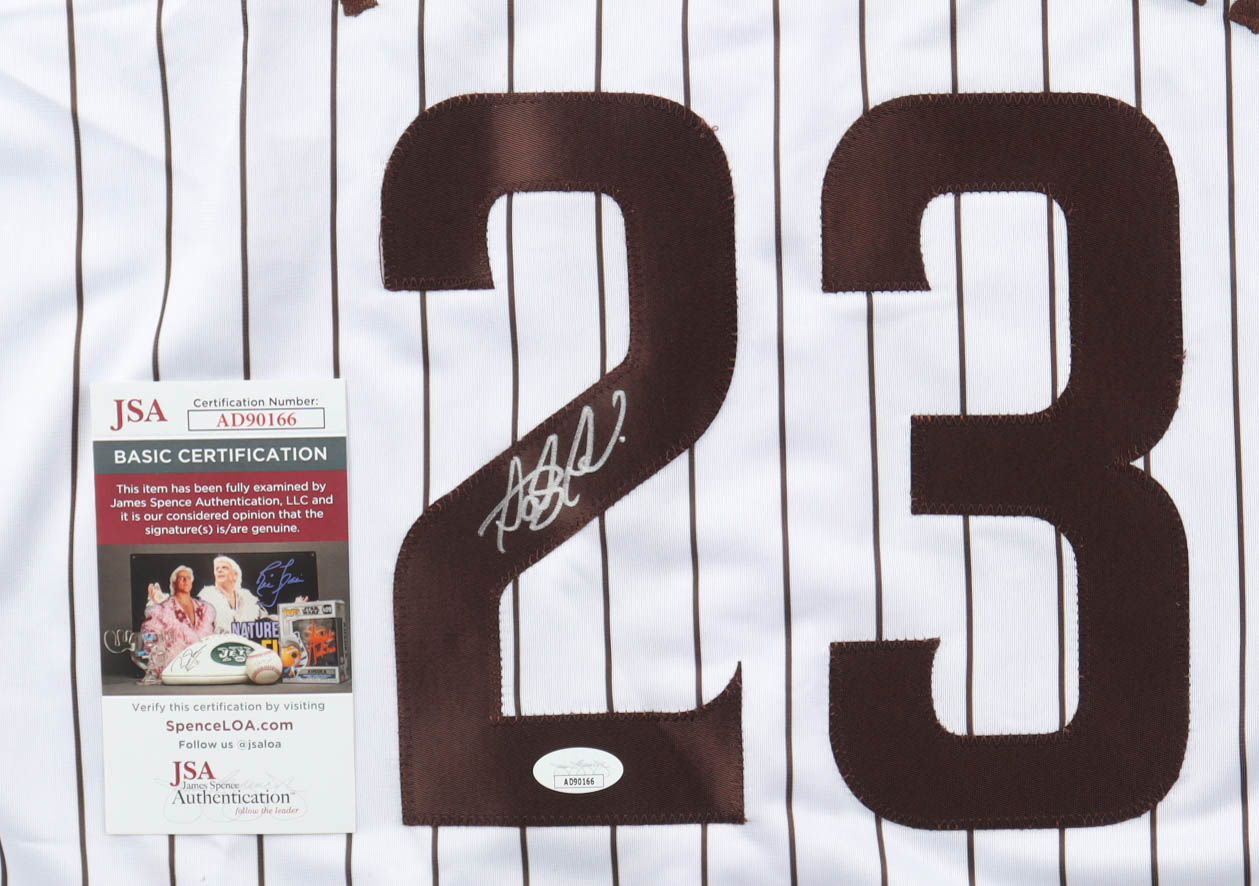 23
JSA
Certification Number:
AD90166
BASIC CERTIFICATION
This item has been fully examined by
James Spence Authentication, LLC and
it is our considered opinion that the
signature(s) is/are genuine.
NATURE
JETS
Verify this certification by visiting
SpenceLOA.com
Follow us @jsaloa
JSA
James Spence
Authentication
follow the leader
AD90166